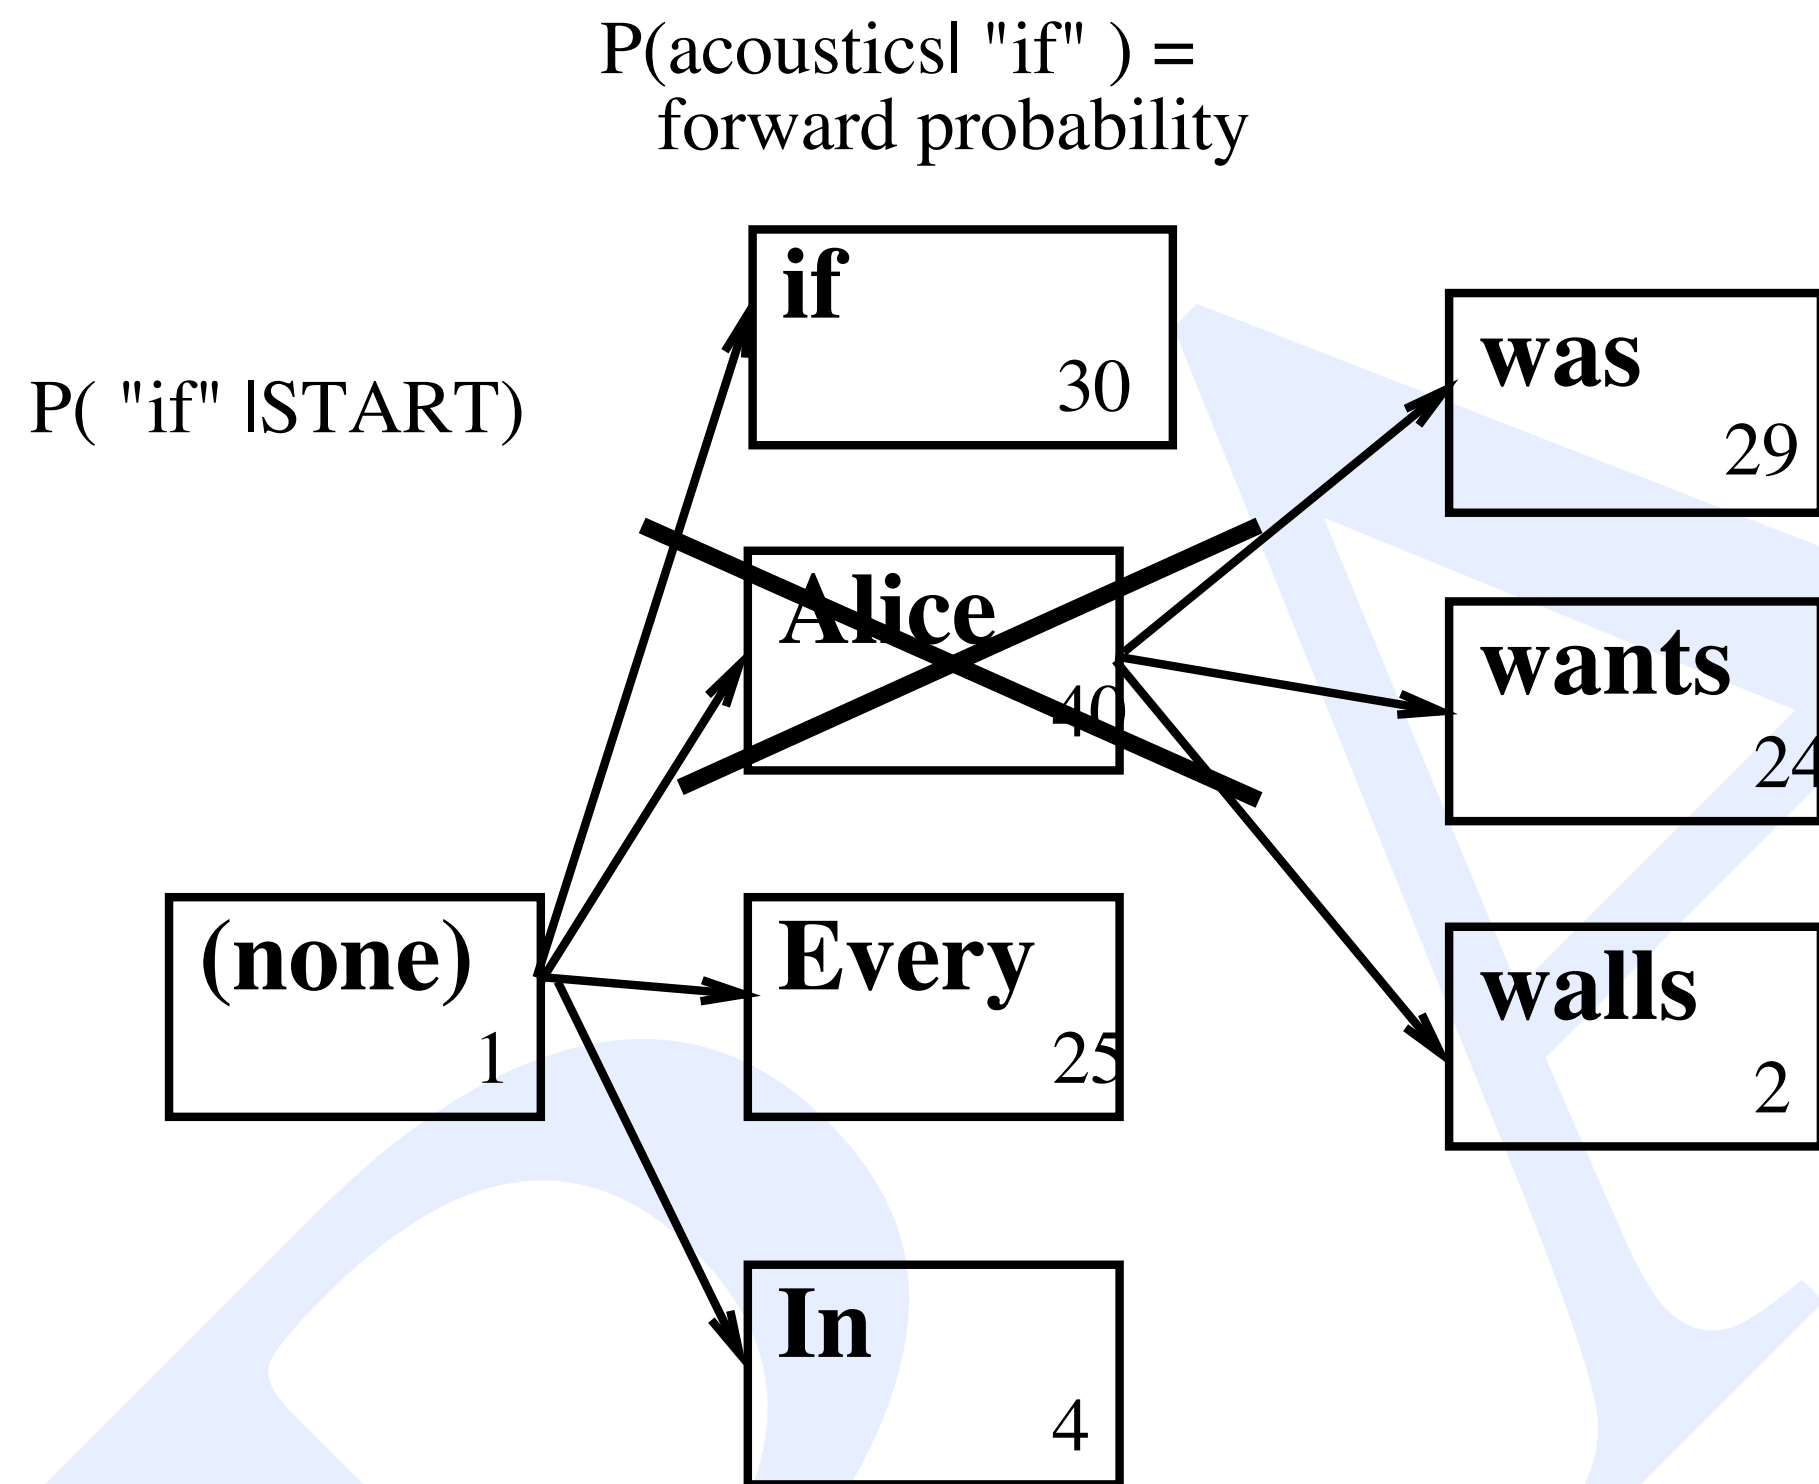 P(acoustics| "if" ) =
forward probability
P( "if" |START)
if
30
was
29
Alice
40
wants
24
(none)
1
Every
25
walls
2
In
4